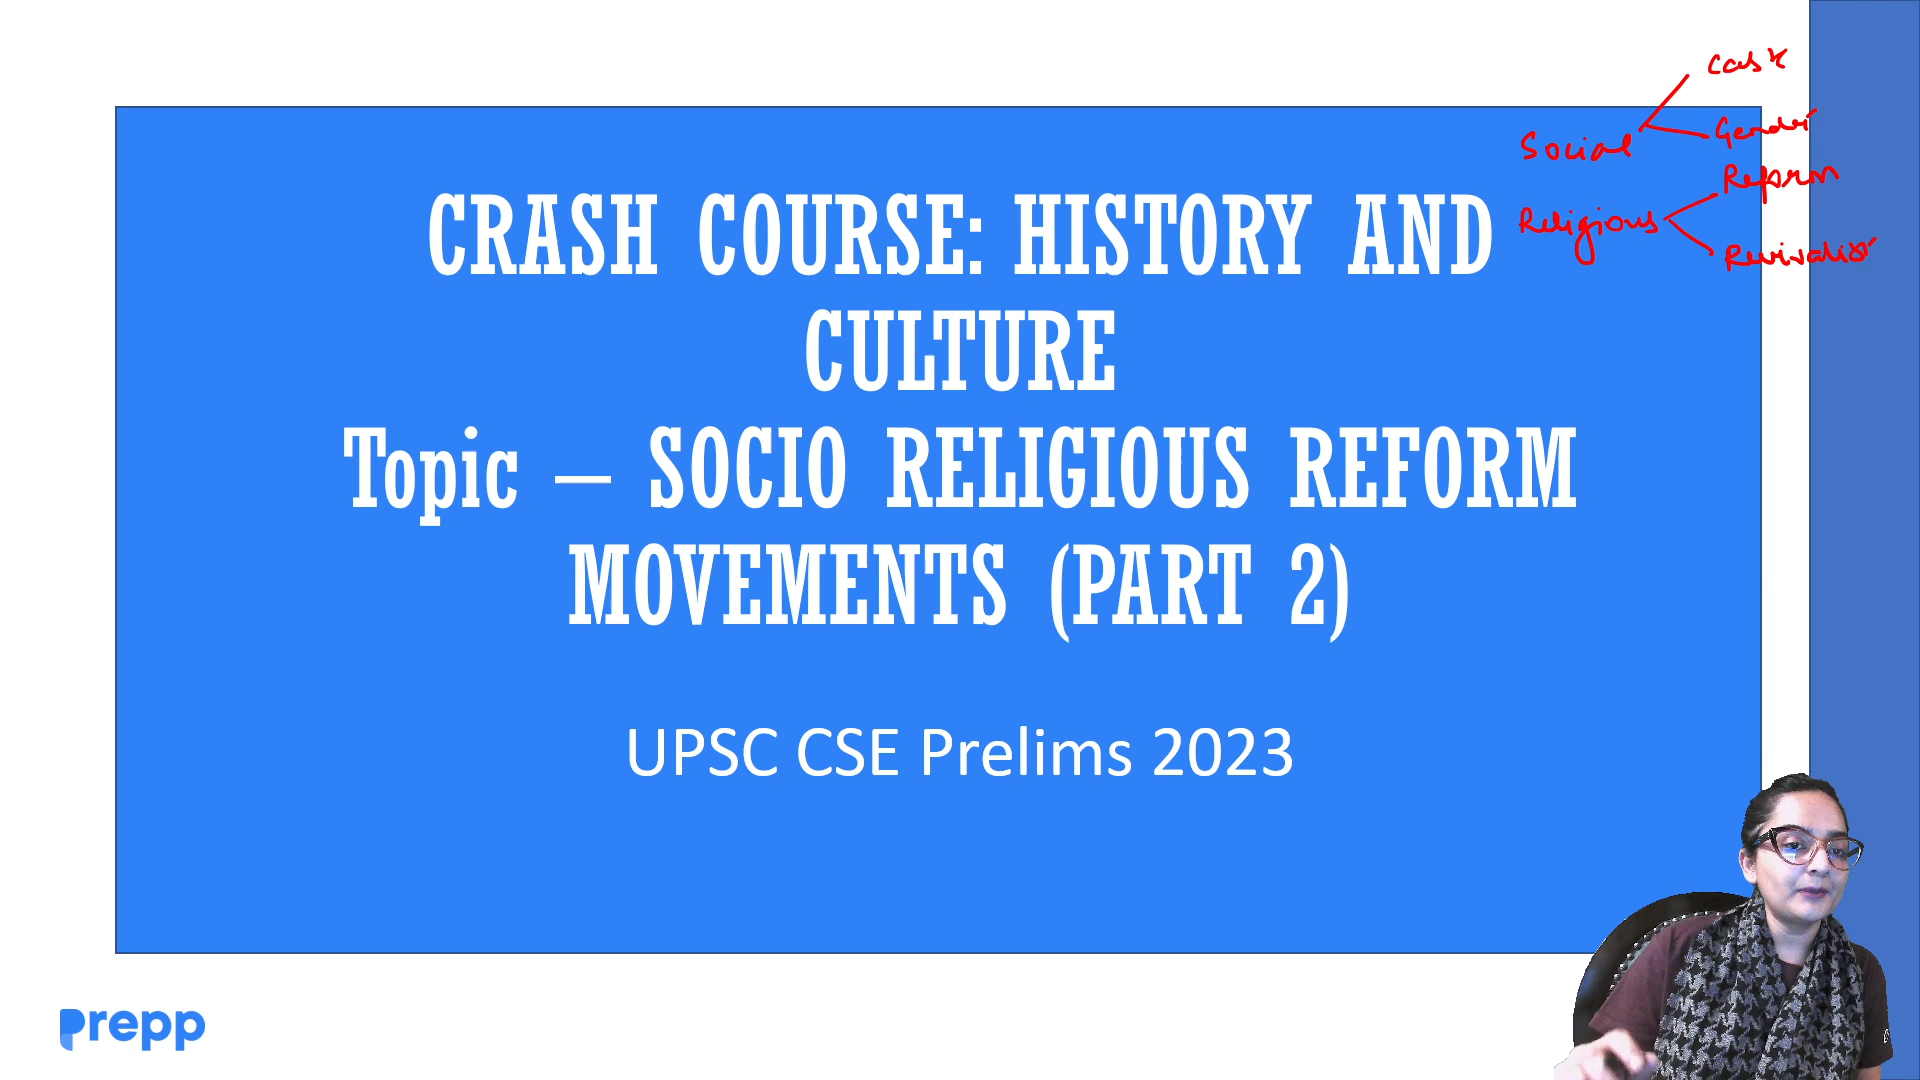 Caste
Gender
Social
Reform
Religious
Revivalist
CRASH COURSE: HISTORY AND
CULTURE
Topic – SOCIO RELIGIOUS REFORM
MOVEMENTS (PART 2)
UPSC CSE Prelims 2023
prepp